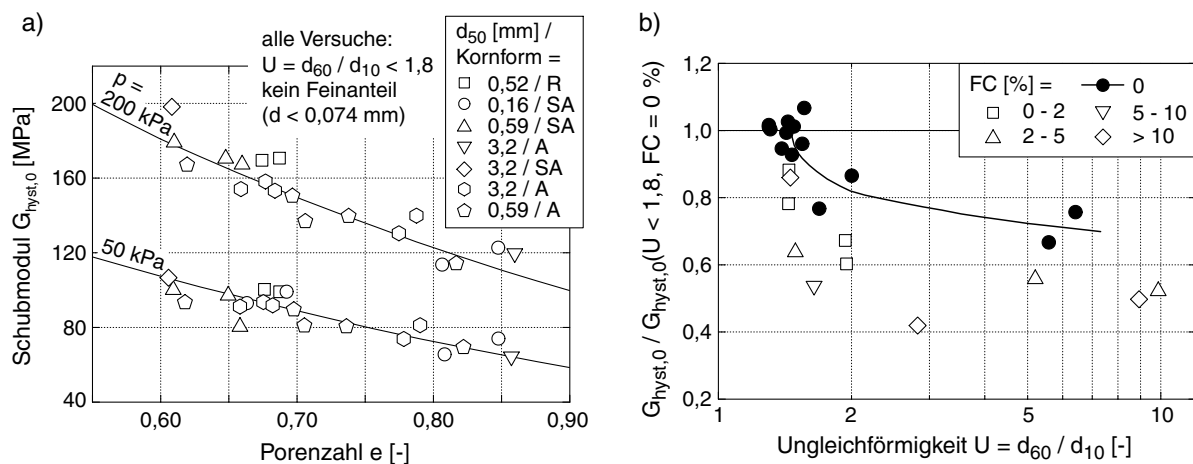 a)
alle Versuche:
U = d60 / d10 < 1,8
kein Feinanteil
(d < 0,074 mm)
d50 [mm] /
Kornform =
0,52 / R
0,16 / SA
0,59 / SA
3,2 / A
3,2 / SA
3,2 / A
0,59 / A
p =
200 kPa
50 kPa
Schubmodul Ghyst,0 [MPa]
200
160
120
80
40
0,60
0,70
0,80
0,90
Porenzahl e [-]
b)
FC [%] =
0
0 - 2
5 - 10
2 - 5
> 10
Ghyst,0 / Ghyst,0(U < 1,8, FC = 0 %)
1,2
1,0
0,8
0,6
0,4
0,2
1
2
5
10
Ungleichförmigkeit U = d60 / d10 [-]